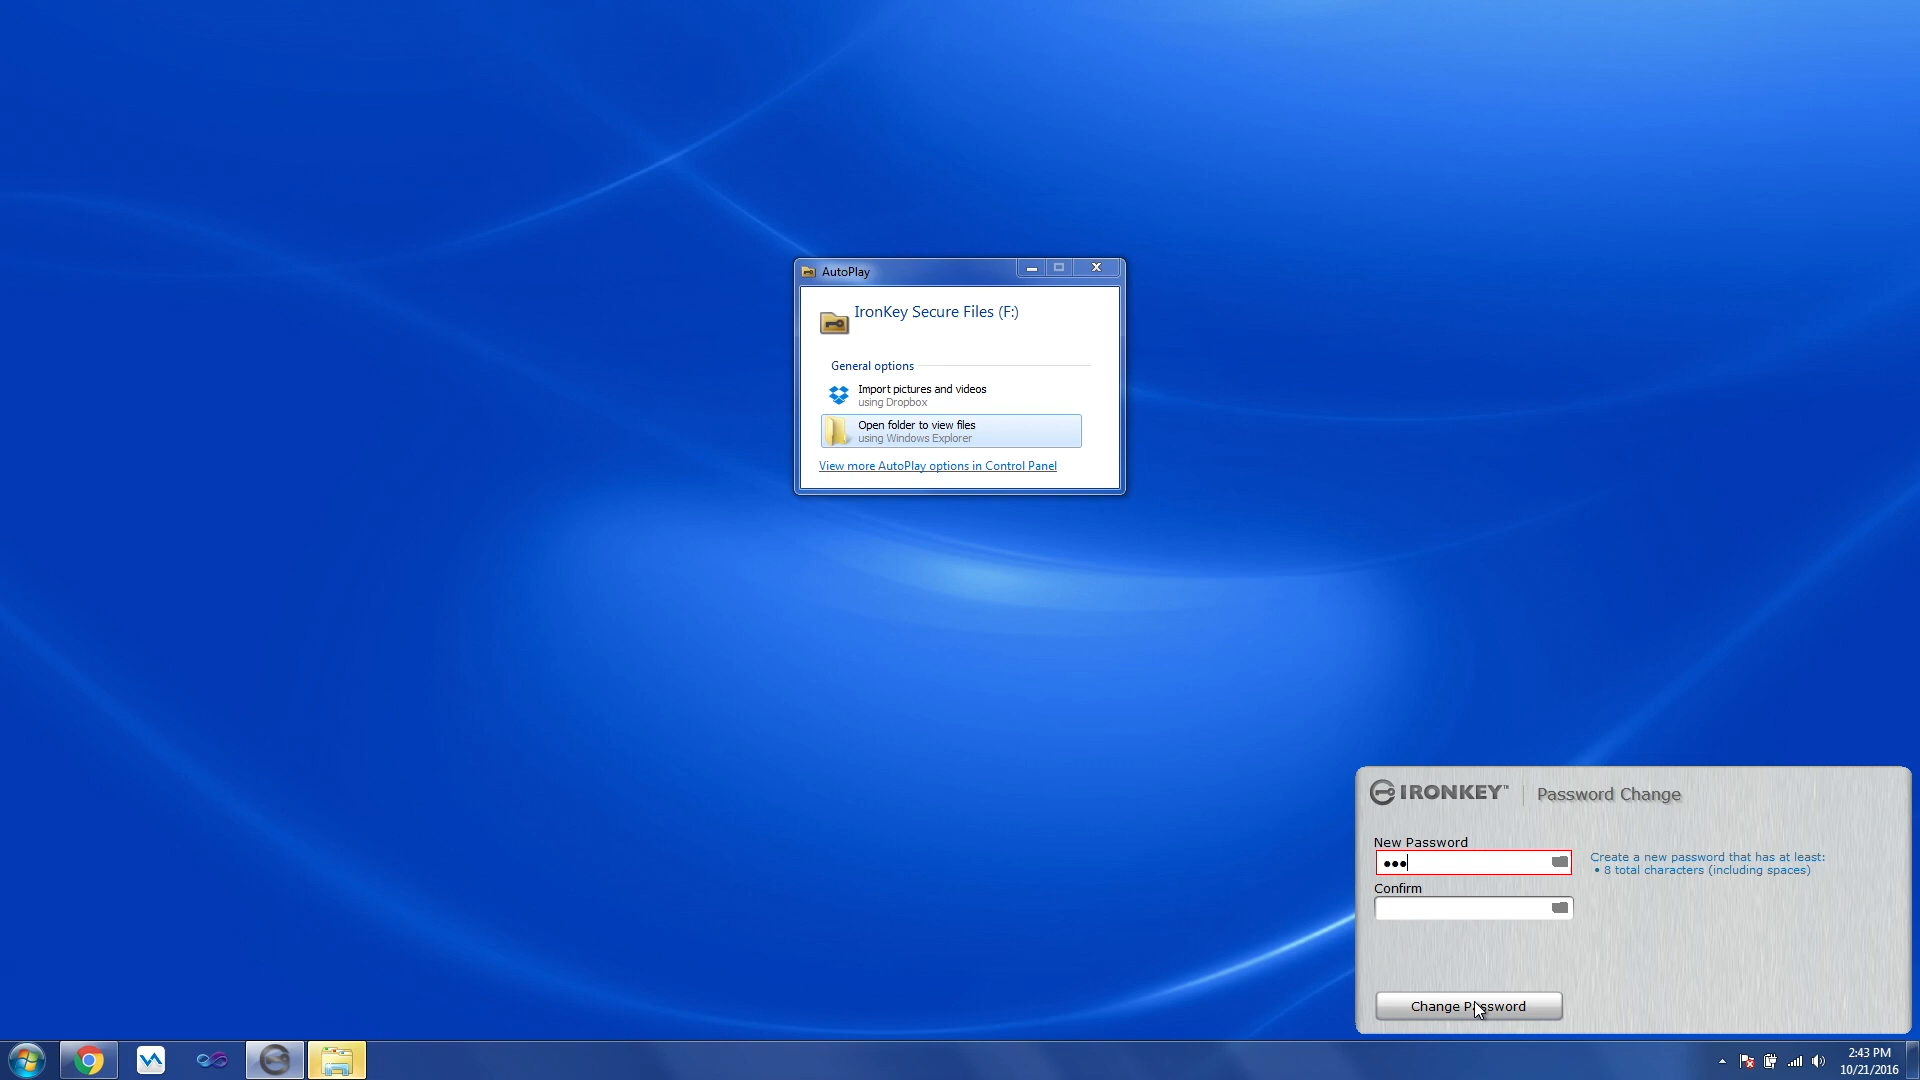 AutoPlay
IronKey Secure Files (F:)
General options
Import pictures and videos
using Dropbox
Open folder to view files
using Windows Explorer
View more AutoPlay options in Control Panel
IRONKEY™ Password Change
New Password
Create a new password that has at least:
• 8 total characters (including spaces)
Confirm
Change Password
2:43 PM
10/21/2016